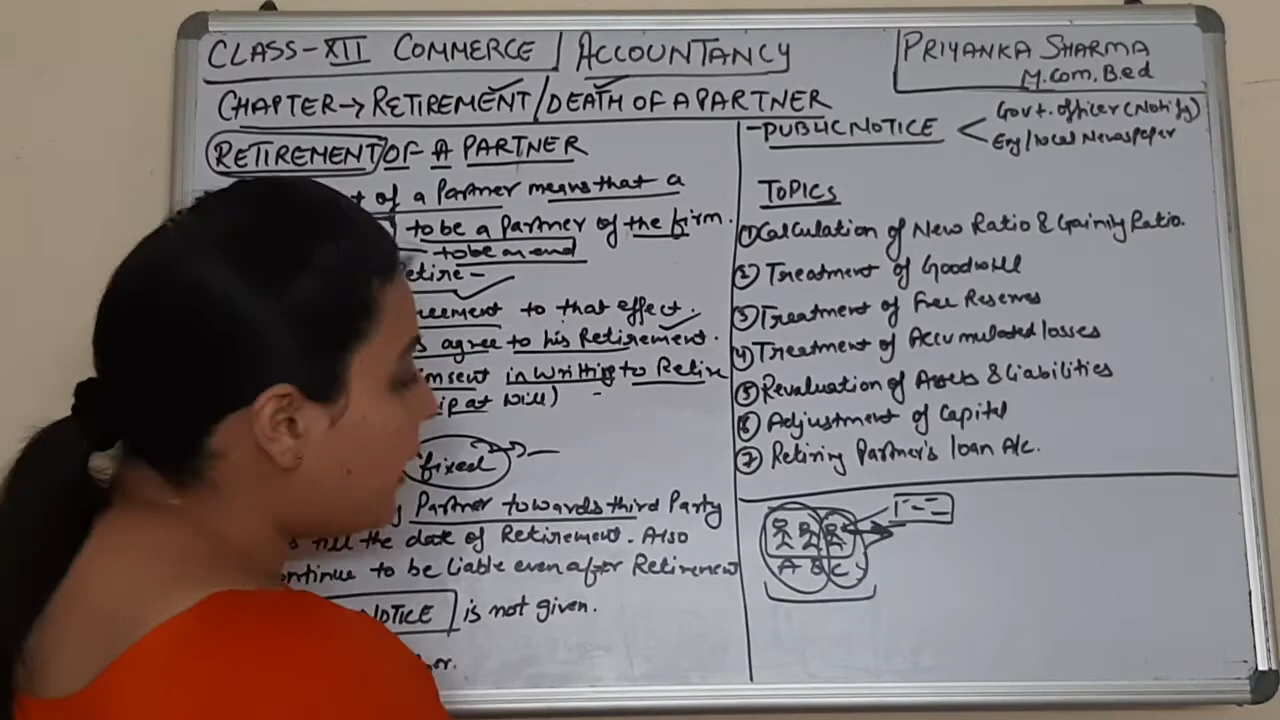 CLASS-XII COMMERCE | ACCOUNTANCY
PRIYANKA SHARMA
M.Com, B.ed
CHAPTER → RETIREMENT / DEATH OF A PARTNER
RETIREMENT OF A PARTNER
of a Partner means that a
to be a Partner of the firm.
to be an end
Retire -
to that effect.
agree to his Retirement.
in writing to Retire
at will)
fixed
Partner towards third Party
till the date of Retirement. Also
continue to be liable even after Retirement
NOTICE is not given.
- PUBLIC NOTICE
Govt. officer (Notify)
Eng/local Newspaper
TOPICS
① Calculation of New Ratio & Gaining Ratio.
② Treatment of Goodwill
③ Treatment of Free Reserves
④ Treatment of Accumulated losses
⑤ Revaluation of Assets & Liabilities
⑥ Adjustment of Capital
⑦ Retiring Partner's loan A/c.
A B C